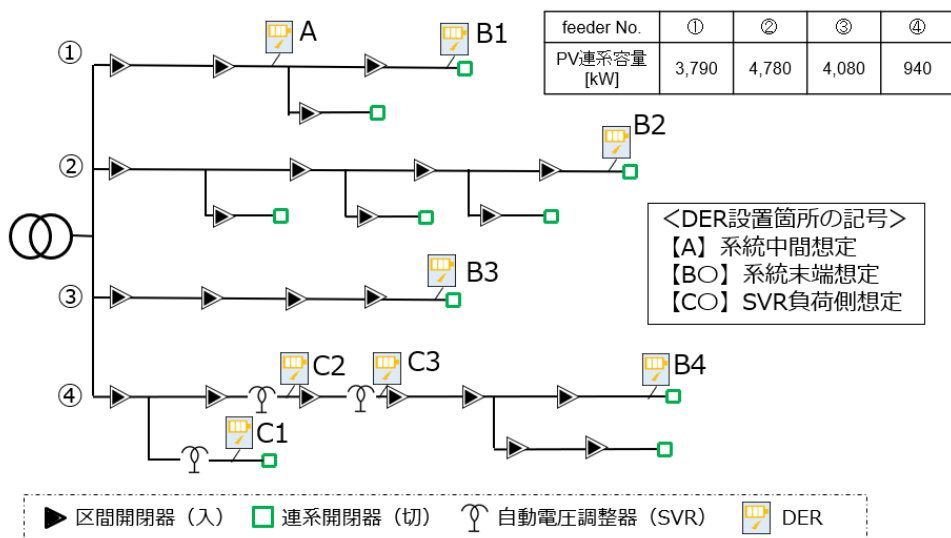 feeder No. ① ② ③ ④
PV連系容量
[kW] 3,790 4,780 4,080 940
① A B1
② B2
<DER設置箇所の記号>
【A】系統中間想定
【B○】系統末端想定
【C○】SVR負荷側想定
③ B3
④ C2 C3 B4
C1
区間開閉器（入） 連系開閉器（切） 自動電圧調整器（SVR） DER